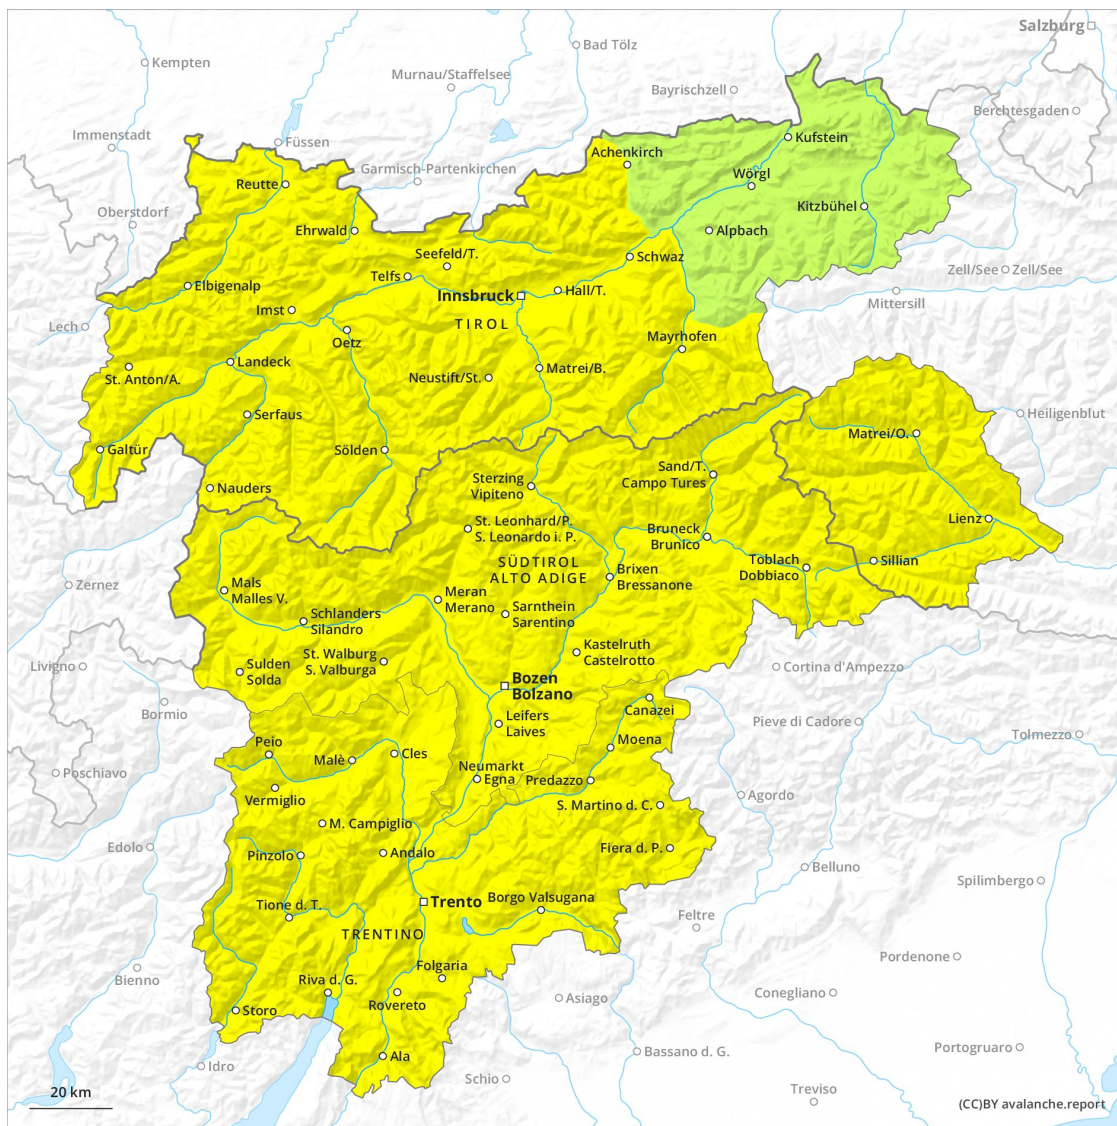 Salzburg
Bad Tölz
Kempten
Murnau/Staffelsee
Bayrischzell
Berchtesgaden
Immenstadt
Füssen
Kufstein
Achenkirch
Garmisch-Partenkirchen
Wörgl
Reutte
Kitzbühel
Oberstdorf
Ehrwald
Alpbach
Seefeld/T.
Schwaz
Telfs
Zell/See
Zell/See
Elbigenalp
Hall/T.
Innsbruck
Mittersill
Imst
TIROL
Lech
Oetz
Mayrhofen
Landeck
Matrei/B.
St. Anton/A.
Neustift/St.
Serfaus
Heiligenblut
Matrei/O.
Galtür
Sölden
Sand/T.
Campo Tures
Sterzing
Vipiteno
Nauders
Lienz
St. Leonhard/P.
S. Leonardo i. P.
Bruneck
Brunico
SÜDTIROL
ALTO ADIGE
Toblach
Dobbiaco
Sillian
Brixen
Bressanone
Zernez
Mals
Malles V.
Meran
Merano
Sarnthein
Sarentino
Schlanders
Silandro
Kastelruth
Castelrotto
St. Walburg
S. Valburga
Livigno
Sulden
Solda
Cortina d'Ampezzo
Bozen
Bolzano
Bormio
Canazei
Leifers
Laives
Pieve di Cadore
Tolmezzo
Peio
Moena
Cles
Malè
Poschiavo
Neumarkt
Egna
Predazzo
Vermiglio
Agordo
S. Martino d. C.
M. Campiglio
Edolo
Pinzolo
Andalo
Fiera d. P.
Belluno
Spilimbergo
Borgo Valsugana
Trento
Tione d. T.
Feltre
TRENTINO
Pordenone
Folgaria
Bienno
Riva d. G.
Rovereto
Conegliano
Asiago
Storo
Portogruaro
Bassano d. G.
Ala
Idro
Schio
Treviso
20 km
(CC)BY avalanche.report